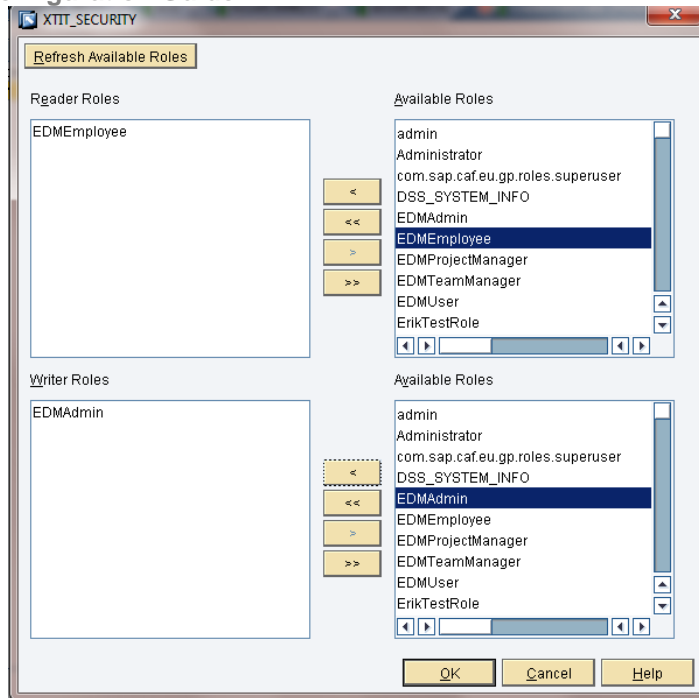 XTIT_SECURITY
Refresh Available Roles
Reader Roles
EDMEmployee
<
<<
>
>>
Available Roles
admin
Administrator
com.sap.caf.eu.gp.roles.superuser
DSS_SYSTEM_INFO
EDMAdmin
EDMEmployee
EDMProjectManager
EDMTeamManager
EDMUser
ErikTestRole
Writer Roles
EDMAdmin
<
<<
>
>>
Available Roles
admin
Administrator
com.sap.caf.eu.gp.roles.superuser
DSS_SYSTEM_INFO
EDMAdmin
EDMEmployee
EDMProjectManager
EDMTeamManager
EDMUser
ErikTestRole
OK Cancel Help